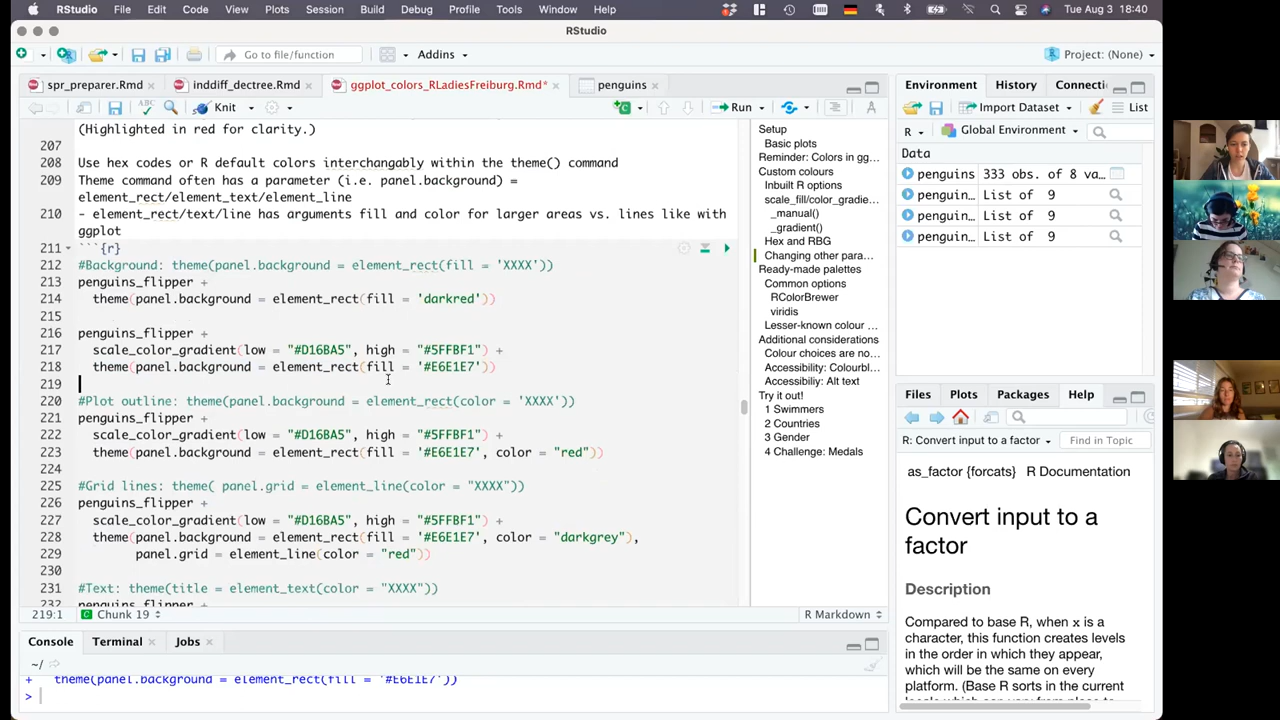 RStudio File Edit Code View Plots Session Build Debug Profile Tools Window Help Tue Aug 3 18:40
RStudio
Go to file/function Addins Project: (None)
spr_preparer.Rmd inddiff_dectree.Rmd ggplot_colors_RLadiesFreiburg.Rmd* penguins
Knit Run
(Highlighted in red for clarity.)
207
208 Use hex codes or R default colors interchangably within the theme() command
209 Theme command often has a parameter (i.e. panel.background) =
element_rect/element_text/element_line
210 - element_rect/text/line has arguments fill and color for larger areas vs. lines like with
ggplot
211 ```{r}
212 #Background: theme(panel.background = element_rect(fill = 'XXXX'))
213 penguins_flipper +
214 theme(panel.background = element_rect(fill = 'darkred'))
215
216 penguins_flipper +
217 scale_color_gradient(low = "#D16BA5", high = "#5FFBF1") +
218 theme(panel.background = element_rect(fill = '#E6E1E7'))
219
220 #Plot outline: theme(panel.background = element_rect(color = 'XXXX'))
221 penguins_flipper +
222 scale_color_gradient(low = "#D16BA5", high = "#5FFBF1") +
223 theme(panel.background = element_rect(fill = '#E6E1E7', color = "red"))
224
225 #Grid lines: theme( panel.grid = element_line(color = "XXXX"))
226 penguins_flipper +
227 scale_color_gradient(low = "#D16BA5", high = "#5FFBF1") +
228 theme(panel.background = element_rect(fill = '#E6E1E7', color = "darkgrey"),
229 panel.grid = element_line(color = "red"))
230
231 #Text: theme(title = element_text(color = "XXXX"))
232 penguins_flipper +
219:1 Chunk 19 R Markdown
Setup
Basic plots
Reminder: Colors in gg...
Custom colours
Inbuilt R options
scale_fill/color_gradie...
_manual()
_gradient()
Hex and RBG
Changing other para...
Ready-made palettes
Common options
RColorBrewer
viridis
Lesser-known colour ...
Additional considerations
Colour choices are no...
Accessibility: Colourbl...
Accessibiliy: Alt text
Try it out!
1 Swimmers
2 Countries
3 Gender
4 Challenge: Medals
Console Terminal Jobs
~/
+ theme(panel.background = element_rect(fill = '#E6E1E7'))
>
Environment History Connecti
Import Dataset List
R Global Environment
Data
penguins 333 obs. of 8 va...
penguin... List of 9
penguin... List of 9
penguin... List of 9
Files Plots Packages Help
R: Convert input to a factor Find in Topic
as_factor {forcats} R Documentation
Convert input to a
factor
Description
Compared to base R, when x is a
character, this function creates levels
in the order in which they appear,
which will be the same on every
platform. (Base R sorts in the current